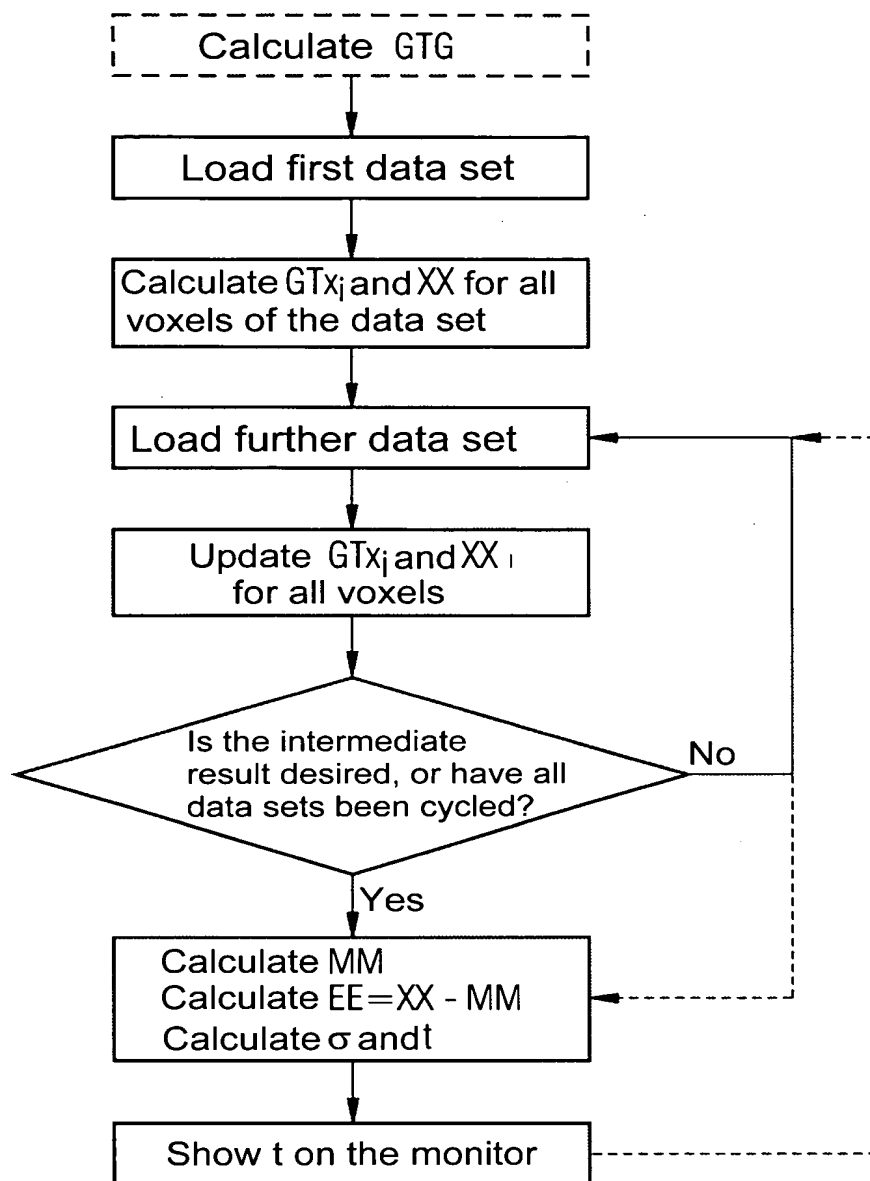 Calculate GTG
Load first data set
Calculate GTxj and XX for all
voxels of the data set
Load further data set
Update GTxj and XX
for all voxels
Is the intermediate
result desired, or have all
data sets been cycled?
No
Yes
Calculate MM
Calculate EE=XX - MM
Calculate σ and t
Show t on the monitor